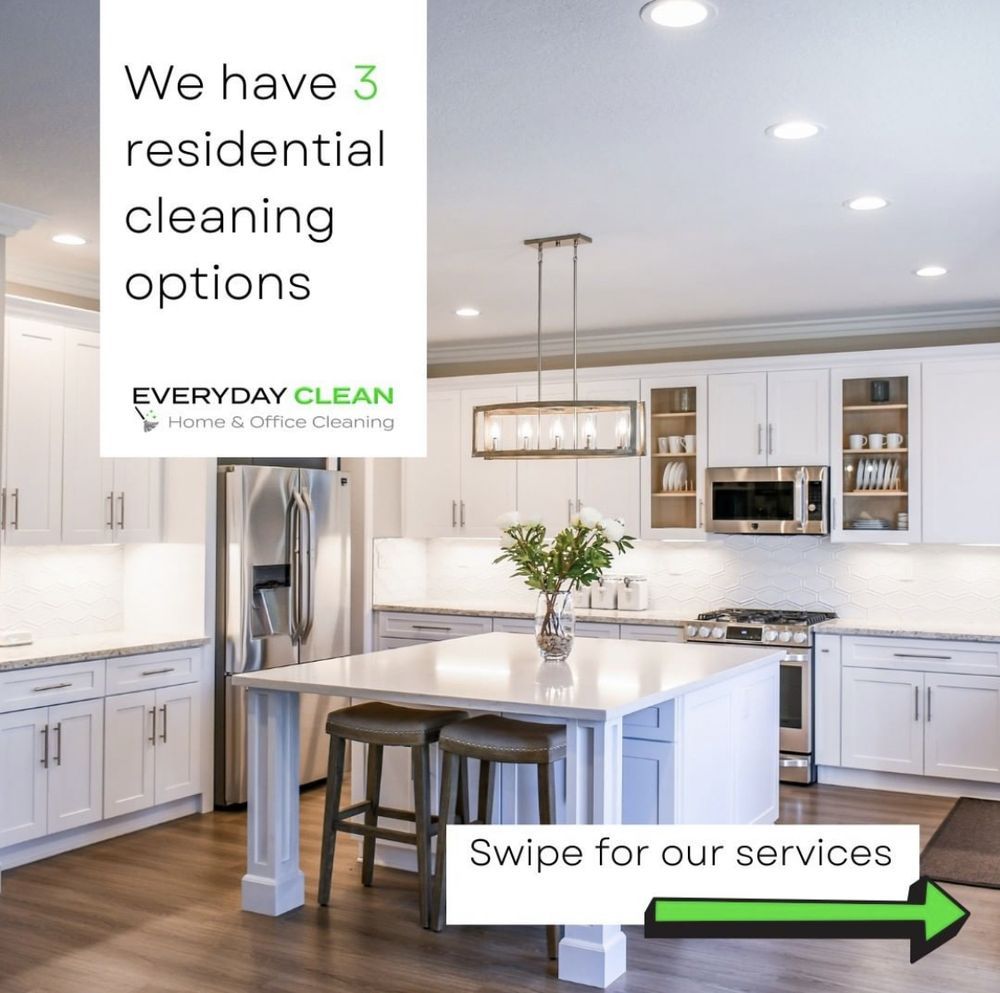 We have 3
residential
cleaning
options
EVERYDAY CLEAN
Home & Office Cleaning
Swipe for our services